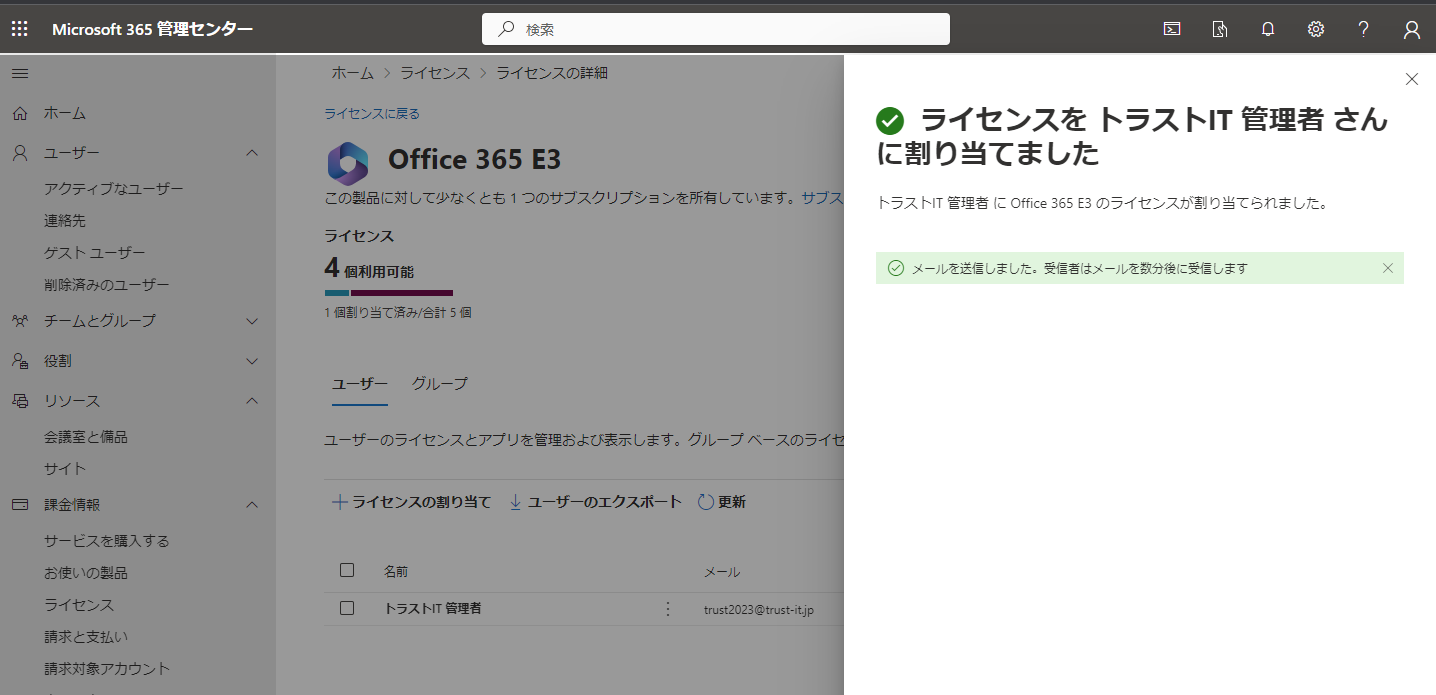 Microsoft 365 管理センター
検索
ホーム
ユーザー
アクティブなユーザー
連絡先
ゲスト ユーザー
削除済みのユーザー
チームとグループ
役割
リソース
会議室と備品
サイト
課金情報
サービスを購入する
お使いの製品
ライセンス
請求と支払い
請求対象アカウント
ホーム > ライセンス > ライセンスの詳細
ライセンスに戻る
Office 365 E3
この製品に対して少なくとも 1 つのサブスクリプションを所有しています。サブス
ライセンス
4 個利用可能
1 個割り当て済み/合計 5 個
ユーザー グループ
ユーザーのライセンスとアプリを管理および表示します。グループ ベースのライセ
ライセンスの割り当て ユーザーのエクスポート 更新
名前 メール
トラストIT 管理者 trust2023@trust-it.jp
ライセンスを トラストIT 管理者 さん
に割り当てました
トラストIT 管理者 に Office 365 E3 のライセンスが割り当てられました。
メールを送信しました。受信者はメールを数分後に受信します